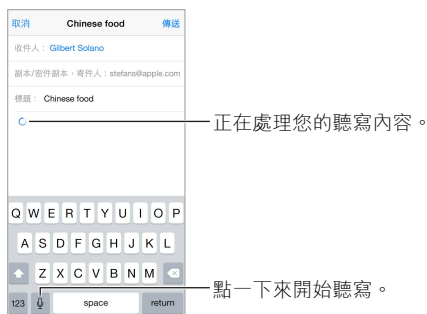 取消 Chinese food 傳送
收件人：Gilbert Solano
副本/密件副本，寄件人：stefans@apple.com
標題： Chinese food
正在處理您的聽寫內容。
Q W E R T Y U I O P
A S D F G H J K L
Z X C V B N M
點一下來開始聽寫。
123 space return